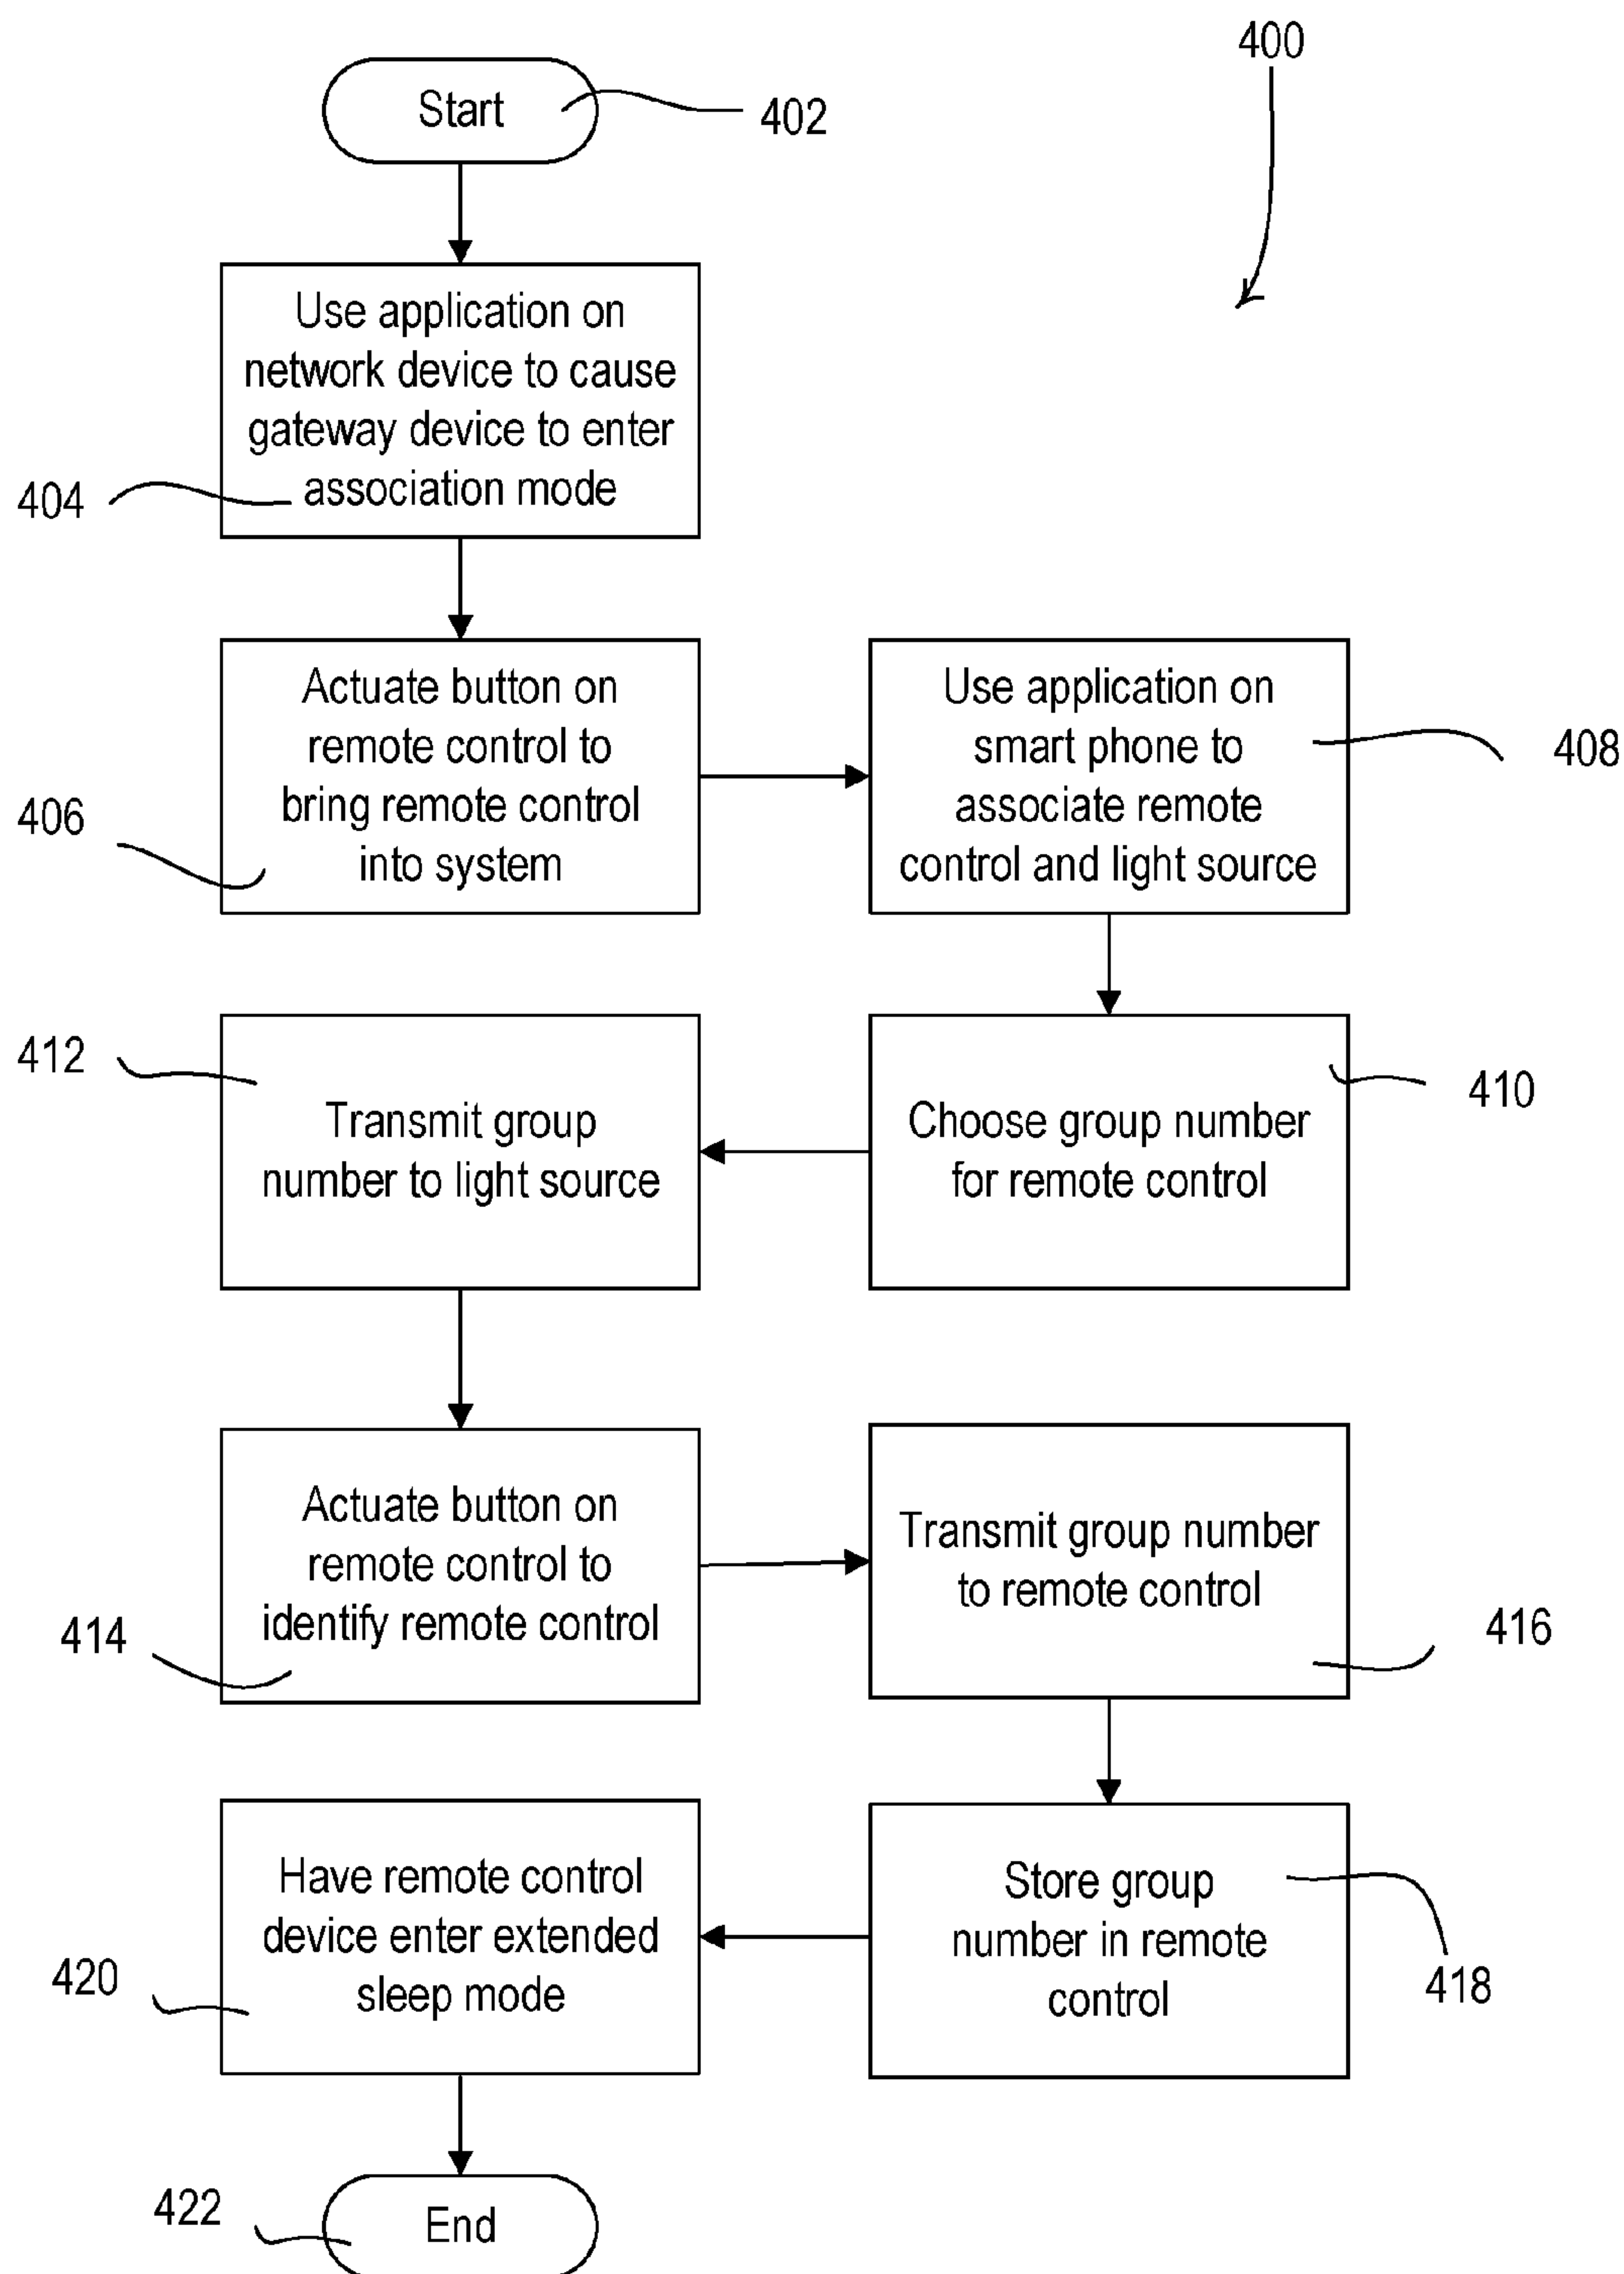 400
Start
402
Use application on
network device to cause
gateway device to enter
association mode
404
Actuate button on
remote control to
bring remote control
into system
406
Use application on
smart phone to
associate remote
control and light source
408
412
Transmit group
number to light source
Choose group number
for remote control
410
Actuate button on
remote control to
identify remote control
414
Transmit group number
to remote control
416
Have remote control
device enter extended
sleep mode
420
Store group
number in remote
control
418
422
End